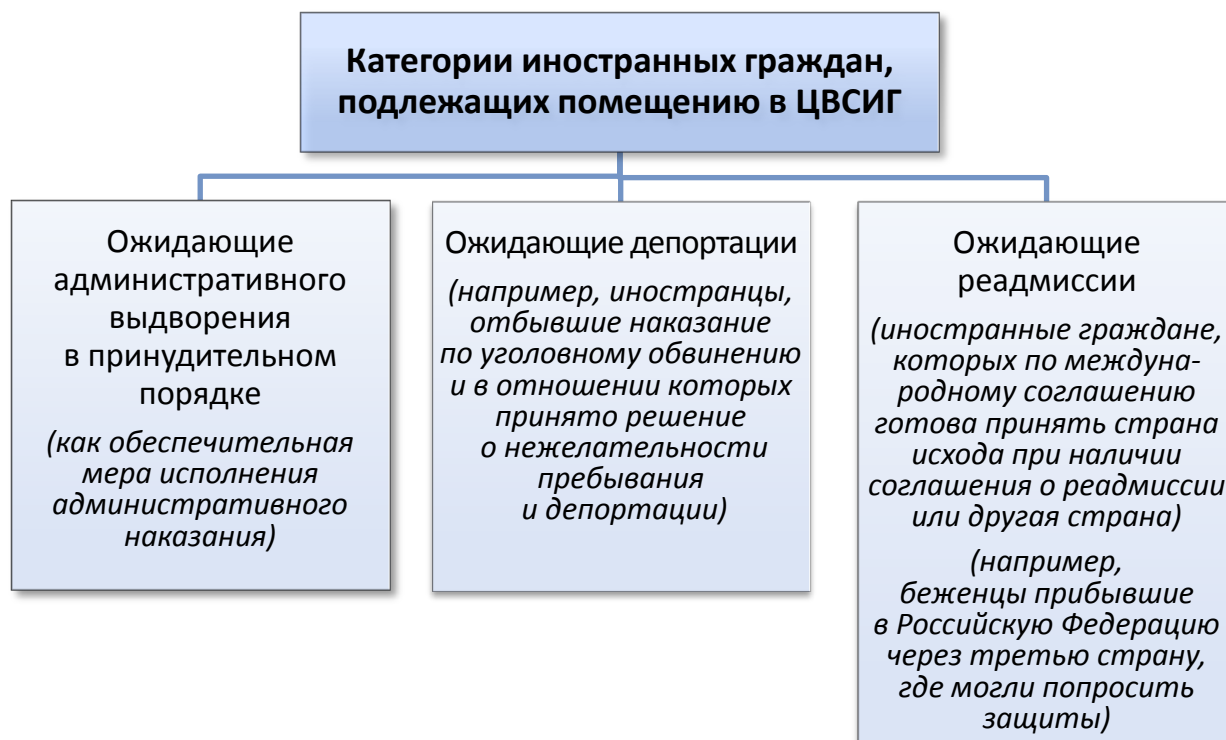 Категории иностранных граждан,
подлежащих помещению в ЦВСИГ
Ожидающие
административного
выдворения
в принудительном
порядке
(как обеспечительная
мера исполнения
административного
наказания)
Ожидающие депортации
(например, иностранцы,
отбывшие наказание
по уголовному обвинению
и в отношении которых
принято решение
о нежелательности
пребывания
и депортации)
Ожидающие
реадмиссии
(иностранные граждане,
которых по междуна-
родному соглашению
готова принять страна
исхода при наличии
соглашения о реадмиссии
или другая страна)
(например,
беженцы прибывшие
в Российскую Федерацию
через третью страну,
где могли попросить
защиты)